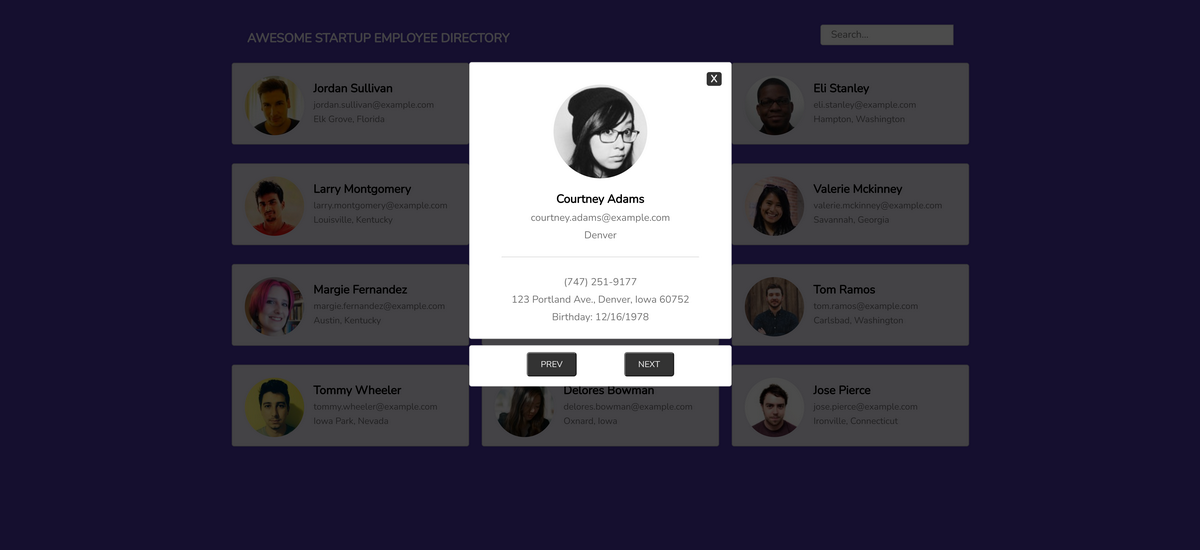 AWESOME STARTUP EMPLOYEE DIRECTORY
Search...
Jordan Sullivan
jordan.sullivan@example.com
Elk Grove, Florida
X
Courtney Adams
courtney.adams@example.com
Denver
(747) 251-9177
123 Portland Ave., Denver, Iowa 60752
Birthday: 12/16/1978
PREV
NEXT
Eli Stanley
eli.stanley@example.com
Hampton, Washington
Larry Montgomery
larry.montgomery@example.com
Louisville, Kentucky
Valerie Mckinney
valerie.mckinney@example.com
Savannah, Georgia
Margie Fernandez
margie.fernandez@example.com
Austin, Kentucky
Tom Ramos
tom.ramos@example.com
Carlsbad, Washington
Tommy Wheeler
tommy.wheeler@example.com
Iowa Park, Nevada
Delores Bowman
delores.bowman@example.com
Oxnard, Iowa
Jose Pierce
jose.pierce@example.com
Ironville, Connecticut